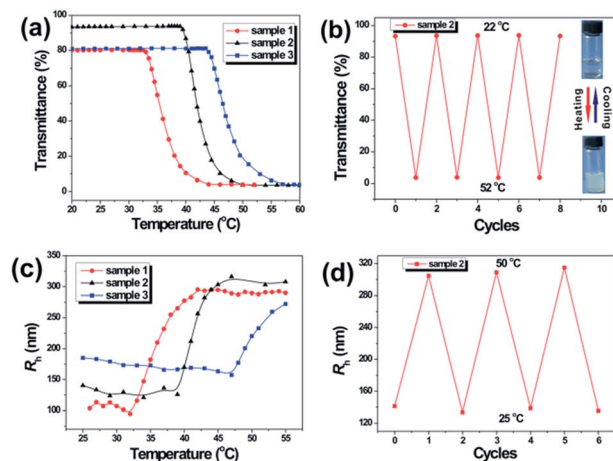 (a)
sample 1
sample 2
sample 3
Transmittance (%)
100
80
60
40
20
0
20 25 30 35 40 45 50 55 60
Temperature (°C)
(b)
sample 2
22 °C
52 °C
Transmittance (%)
100
80
60
40
20
0
0 2 4 6 8 10
Cycles
Heating
Cooling
(c)
sample 1
sample 2
sample 3
Rh (nm)
350
300
250
200
150
100
50
20 25 30 35 40 45 50 55
Temperature (°C)
(d)
sample 2
50 °C
25 °C
Rh (nm)
320
280
240
200
160
120
0 1 2 3 4 5 6
Cycles